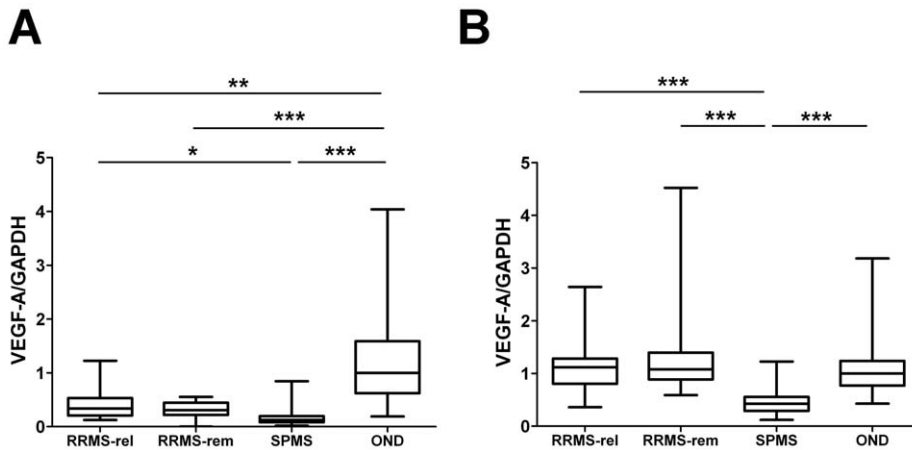 A
**
***
* ***
5
4
3
2
1
0
VEGF-A/GAPDH
RRMS-rel RRMS-rem SPMS OND
B
***
*** ***
5
4
3
2
1
0
VEGF-A/GAPDH
RRMS-rel RRMS-rem SPMS OND